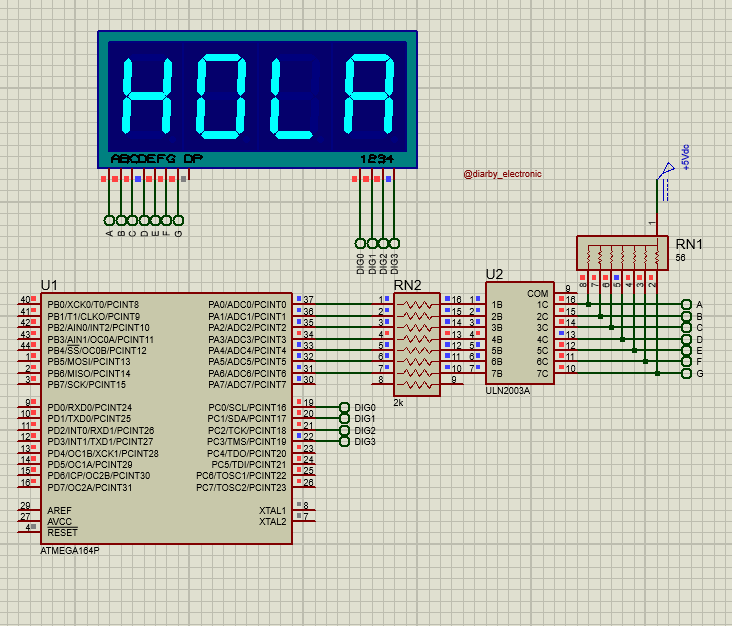 HOLA
ABCDEFG DP
1234
A
B
C
D
E
F
G
DIG0
DIG1
DIG2
DIG3
@diarby_electronic
+5Vdc
1
RN1
56
8
7
6
5
4
3
2
U1
40 PB0/XCK0/T0/PCINT8 PA0/ADC0/PCINT0 37
41 PB1/T1/CLKO/PCINT9 PA1/ADC1/PCINT1 36
42 PB2/AIN0/INT2/PCINT10 PA2/ADC2/PCINT2 35
43 PB3/AIN1/OC0A/PCINT11 PA3/ADC3/PCINT3 34
44 PB4/SS/OC0B/PCINT12 PA4/ADC4/PCINT4 33
1 PB5/MOSI/PCINT13 PA5/ADC5/PCINT5 32
2 PB6/MISO/PCINT14 PA6/ADC6/PCINT6 31
3 PB7/SCK/PCINT15 PA7/ADC7/PCINT7 30
9 PD0/RXD0/PCINT24 PC0/SCL/PCINT16 19 DIG0
10 PD1/TXD0/PCINT25 PC1/SDA/PCINT17 20 DIG1
11 PD2/INT0/RXD1/PCINT26 PC2/TCK/PCINT18 21 DIG2
12 PD3/INT1/TXD1/PCINT27 PC3/TMS/PCINT19 22 DIG3
13 PD4/OC1B/XCK1/PCINT28 PC4/TDO/PCINT20 23
14 PD5/OC1A/PCINT29 PC5/TDI/PCINT21 24
15 PD6/ICP/OC2B/PCINT30 PC6/TOSC1/PCINT22 25
16 PD7/OC2A/PCINT31 PC7/TOSC2/PCINT23 26
29 AREF XTAL1 8
27 AVCC XTAL2 7
4 RESET
ATMEGA164P
RN2
1 16
2 15
3 14
4 13
5 12
6 11
7 10
8 9
2k
U2
COM 9
1 1B 1C 16 A
2 2B 2C 15 B
3 3B 3C 14 C
4 4B 4C 13 D
5 5B 5C 12 E
6 6B 6C 11 F
7 7B 7C 10 G
ULN2003A